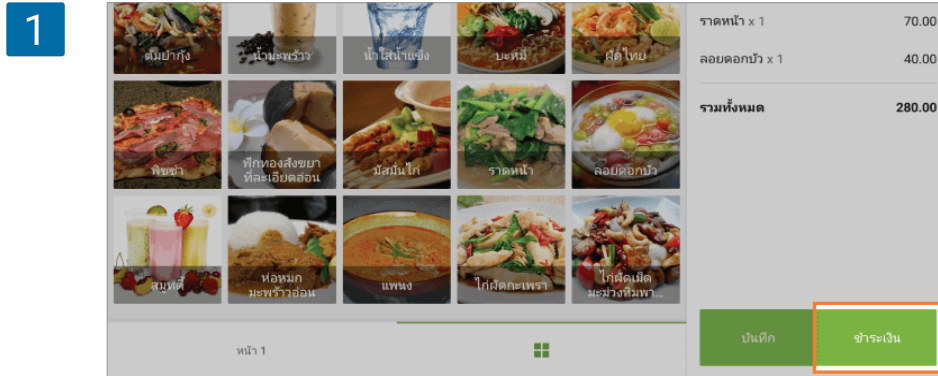 1
ราดหน้า x 1 70.00
ลอยดอกบัว x 1 40.00
รวมทั้งหมด 280.00
ต้มยำกุ้ง
น้ำมะพร้าว
น้ำใส่น้ำแข็ง
บะหมี่
ผัดไทย
พิซซ่า
ฟักทองสังขยา
ที่ละเอียดอ่อน
มัสมั่นไก่
ราดหน้า
ลอยดอกบัว
สมูทตี้
ห่อหมก
มะพร้าวอ่อน
แพนง
ไก่ผัดกะเพรา
ไก่ผัดเม็ด
มะม่วงหิมพา...
หน้า 1
บันทึก
ชำระเงิน